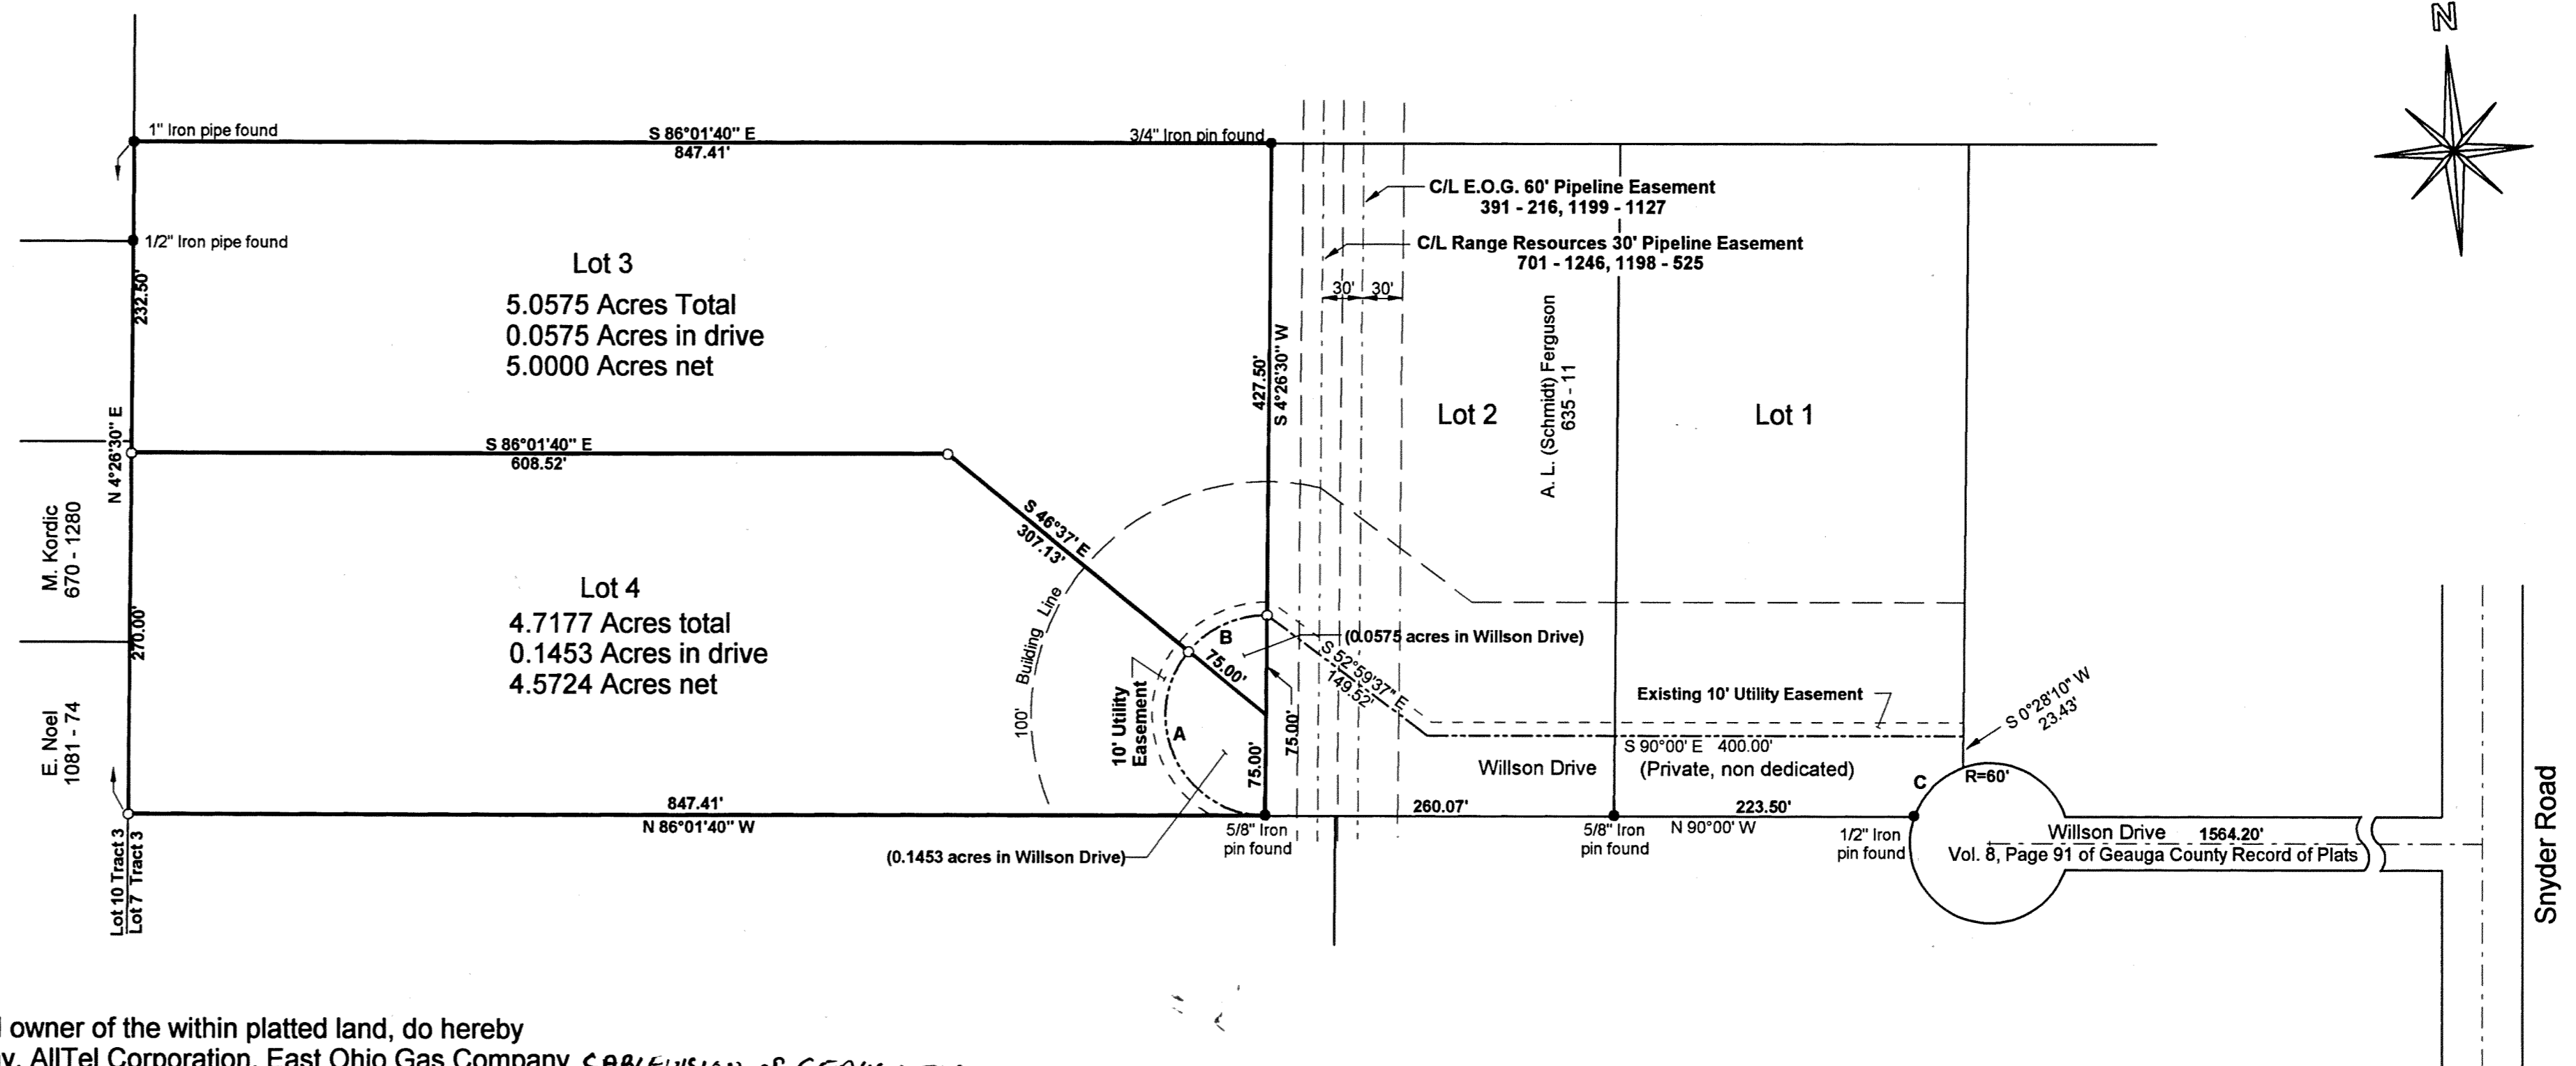 N
1" Iron pipe found
S 86°01'40" E
847.41'
3/4" Iron pin found
1/2" Iron pipe found
232.50'
Lot 3
5.0575 Acres Total
0.0575 Acres in drive
5.0000 Acres net
427.50'
S 4°26'30" W
C/L E.O.G. 60' Pipeline Easement
391 - 216, 1199 - 1127
C/L Range Resources 30' Pipeline Easement
701 - 1246, 1198 - 525
30' 30'
A. L. (Schmidt) Ferguson
635 - 11
Lot 2
Lot 1
N 4°26'30" E
S 86°01'40" E
608.52'
S 46°37' E
307.13'
M. Kordic
670 - 1280
Lot 4
4.7177 Acres total
0.1453 Acres in drive
4.5724 Acres net
270.00'
E. Noel
1081 - 74
100' Building Line
10' Utility
Easement
B
75.00'
A
75.00'
75.00'
(0.0575 acres in Willson Drive)
S 52°59'37" E
149.52'
Existing 10' Utility Easement
S 90°00' E 400.00'
S 0°28'10" W
23.43'
Willson Drive (Private, non dedicated)
C
R=60'
847.41'
N 86°01'40" W
260.07'
223.50'
N 90°00' W
5/8" Iron
pin found
5/8" Iron
pin found
1/2" Iron
pin found
(0.1453 acres in Willson Drive)
Willson Drive 1564.20'
Vol. 8, Page 91 of Geauga County Record of Plats
Snyder Road
Lot 10 Tract 3
Lot 7 Tract 3
owner of the within platted land, do hereby
AllTel Corporation, East Ohio Gas Company